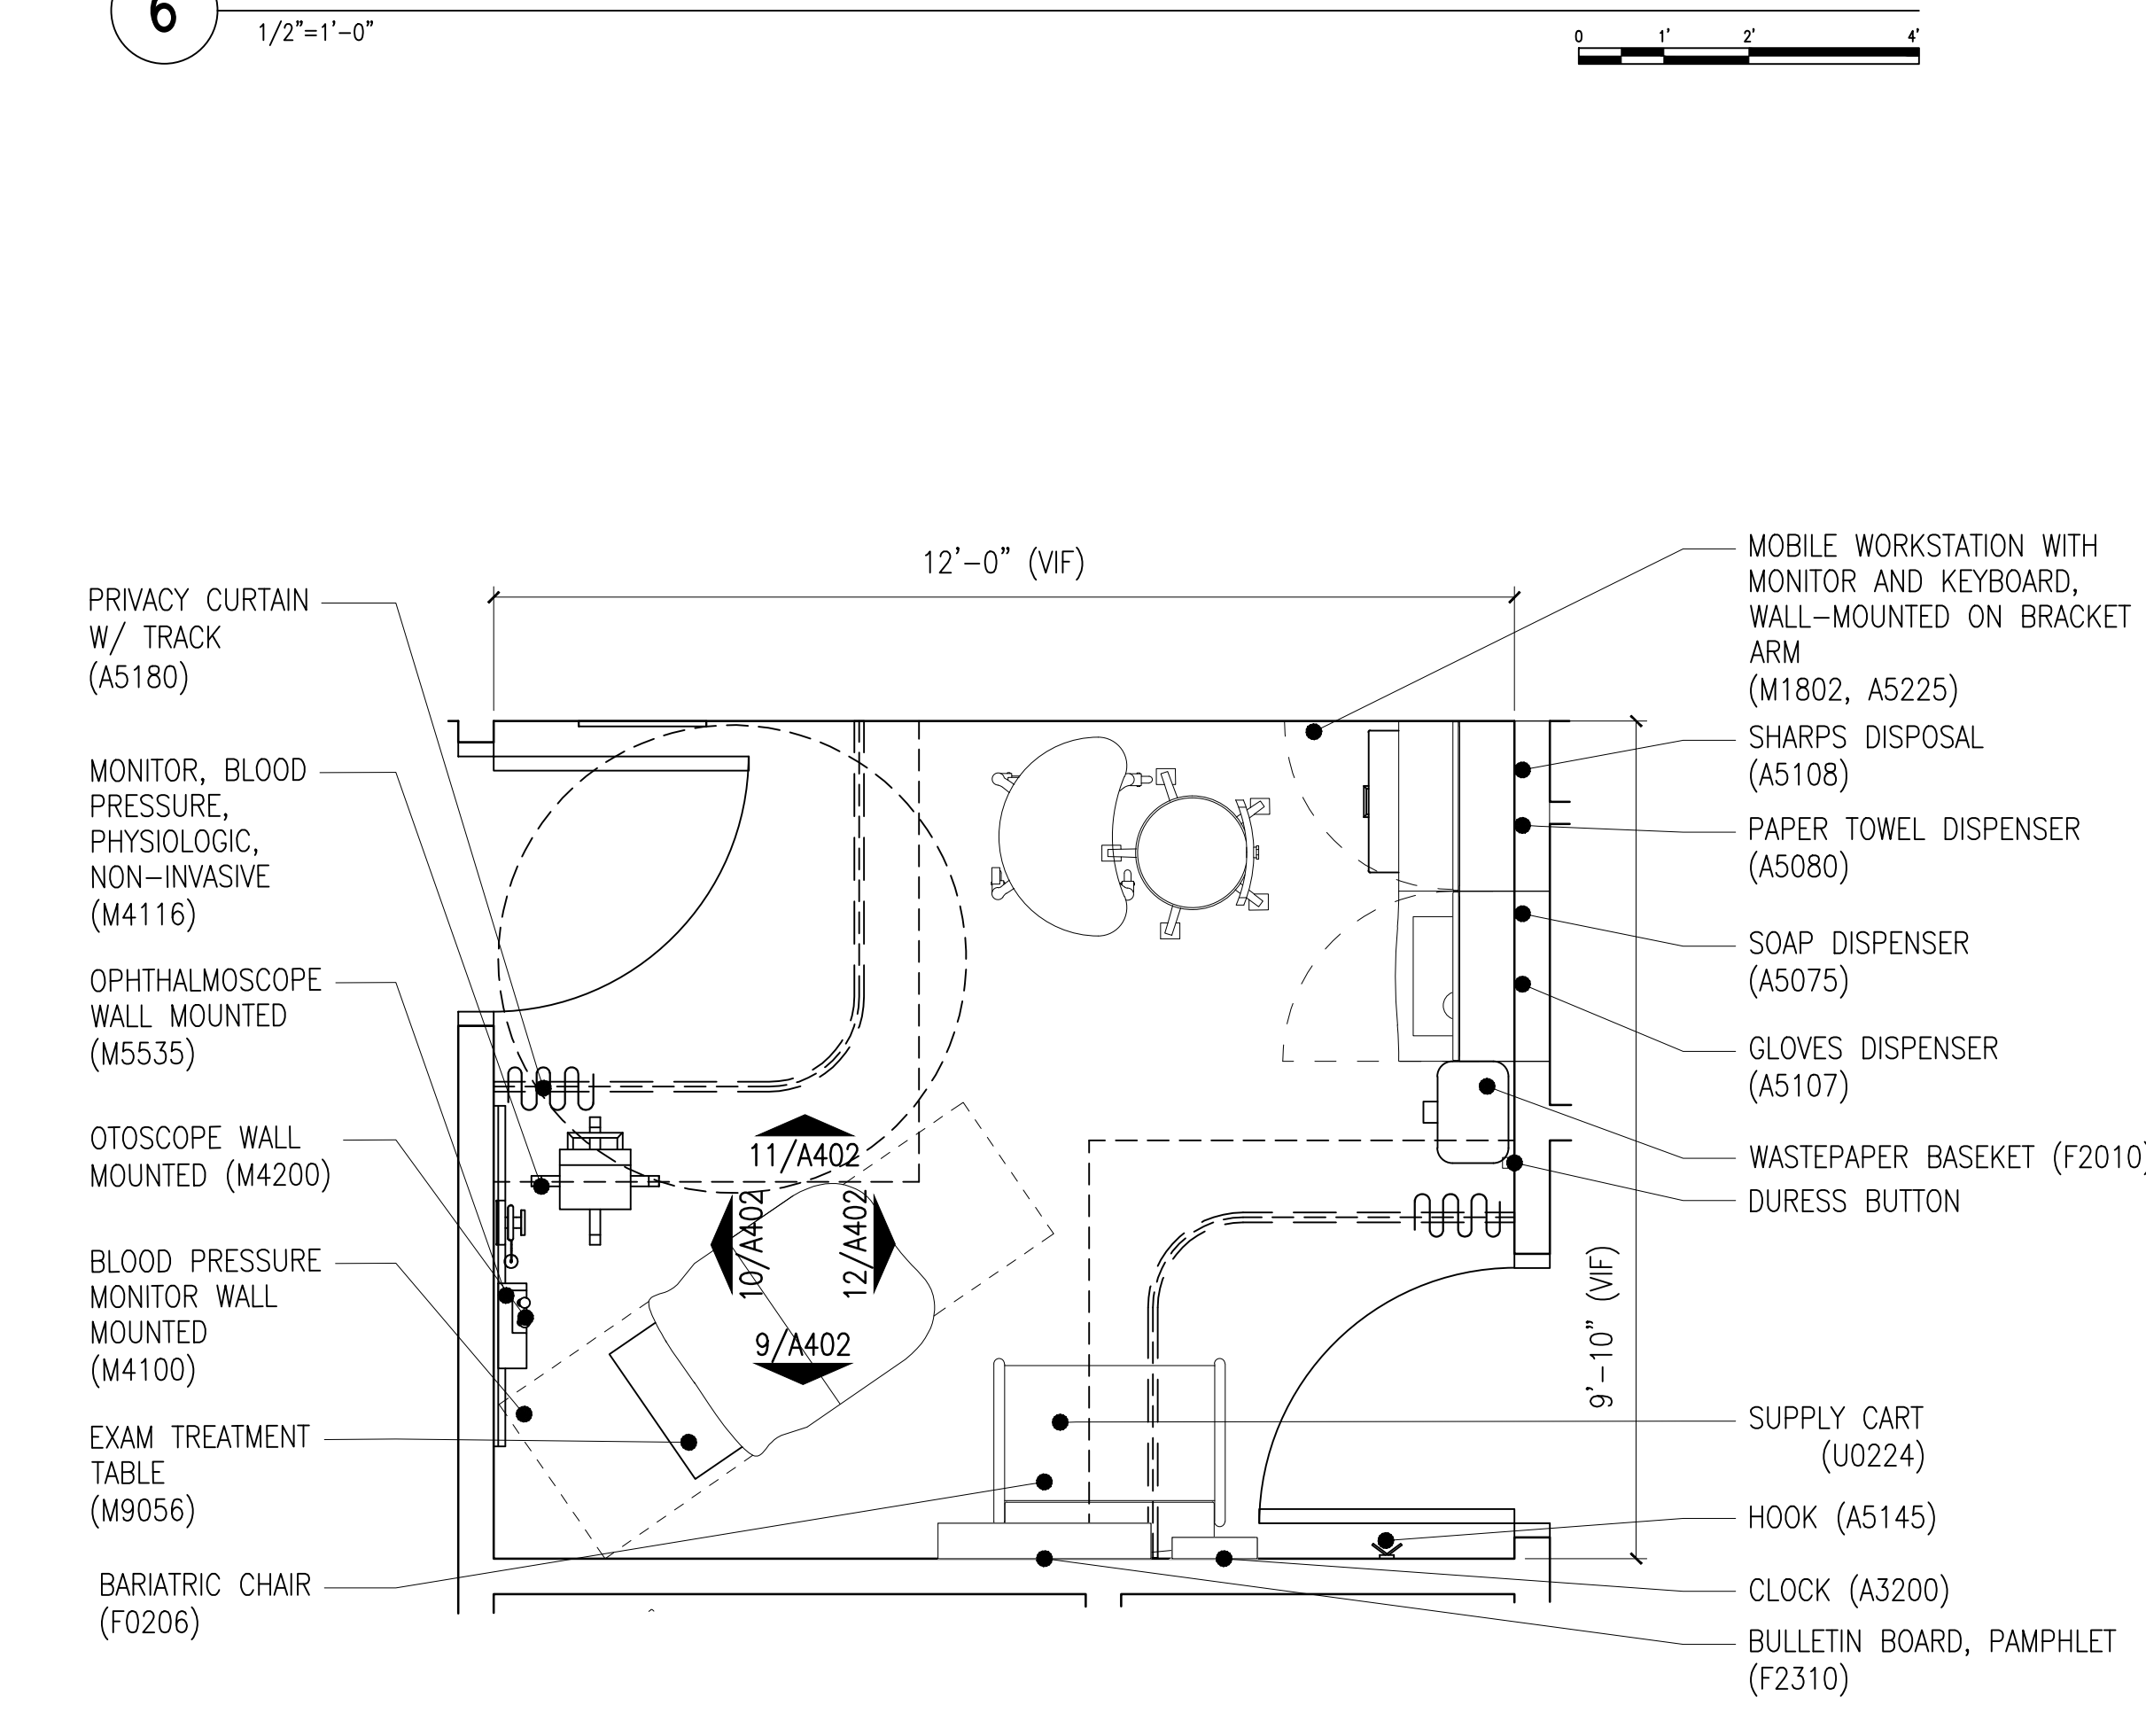 6
1/2"=1'-0"
0 1' 2' 4'
12'-0" (VIF)
PRIVACY CURTAIN
W/ TRACK
(A5180)
MONITOR, BLOOD
PRESSURE,
PHYSIOLOGIC,
NON-INVASIVE
(M4116)
OPHTHALMOSCOPE
WALL MOUNTED
(M5535)
OTOSCOPE WALL
MOUNTED (M4200)
BLOOD PRESSURE
MONITOR WALL
MOUNTED
(M4100)
EXAM TREATMENT
TABLE
(M9056)
BARIATRIC CHAIR
(F0206)
11/A402
10/A402
12/A402
9/A402
MOBILE WORKSTATION WITH
MONITOR AND KEYBOARD,
WALL-MOUNTED ON BRACKET
ARM
(M1802, A5225)
SHARPS DISPOSAL
(A5108)
PAPER TOWEL DISPENSER
(A5080)
SOAP DISPENSER
(A5075)
GLOVES DISPENSER
(A5107)
WASTEPAPER BASEKET (F2010)
DURESS BUTTON
9'-10" (VIF)
SUPPLY CART
(U0224)
HOOK (A5145)
CLOCK (A3200)
BULLETIN BOARD, PAMPHLET
(F2310)